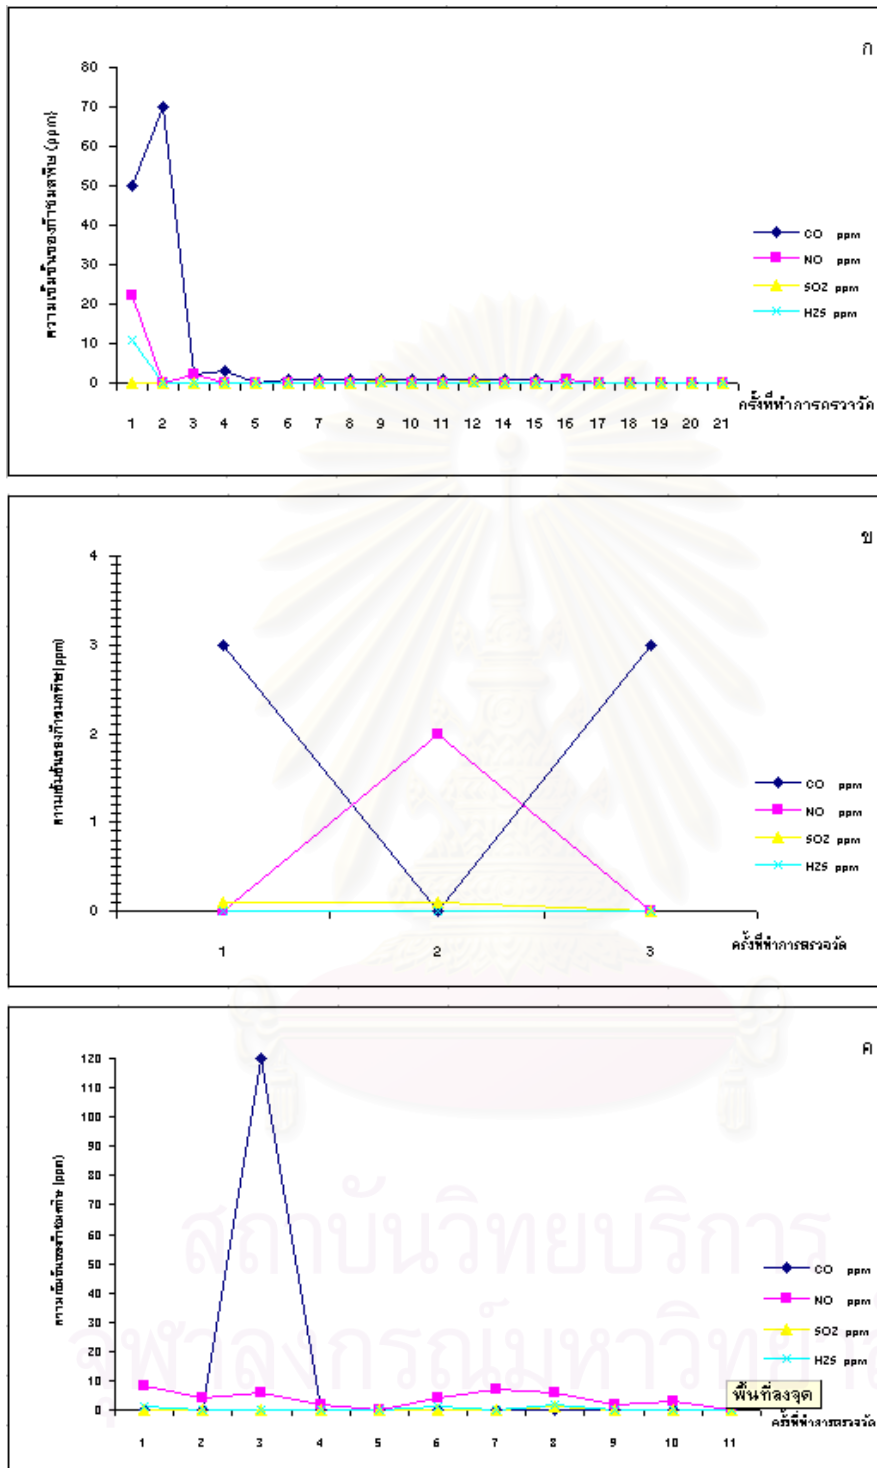 ก
ความเข้มข้นของก๊าซมลพิษ (ppm)
80
70
60
50
40
30
20
10
0
1 2 3 4 5 6 7 8 9 10 11 12 14 15 16 17 18 19 20 21
ครั้งที่ทำการตรวจวัด
CO ppm
NO ppm
SO2 ppm
H2S ppm
ข
ความเข้มข้นของก๊าซมลพิษ(ppm)
4
3
2
1
0
1 2 3
ครั้งที่ทำการตรวจวัด
CO ppm
NO ppm
SO2 ppm
H2S ppm
ค
ความเข้มข้นของก๊าซมลพิษ (ppm)
120
110
100
90
80
70
60
50
40
30
20
10
0
1 2 3 4 5 6 7 8 9 10 11
ครั้งที่ทำการตรวจวัด
CO ppm
NO ppm
SO2 ppm
H2S ppm
พื้นที่ลงจุด
สถาบันวิทยบริการ
จุฬาลงกรณ์มหาวิทยาลั